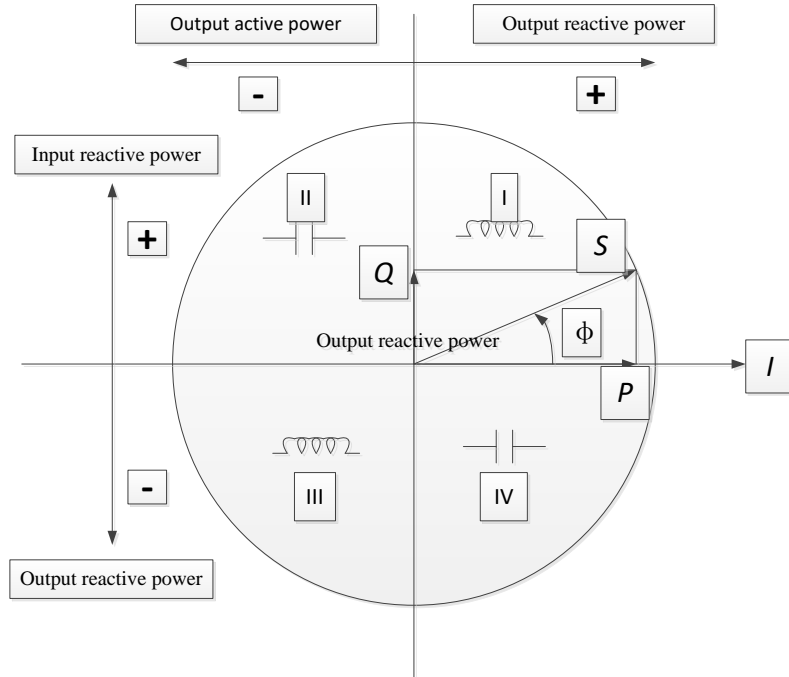 Output active power
Output reactive power
-
+
Input reactive power
II
I
+
Q
S
Output reactive power
ϕ
I
P
-
III
IV
Output reactive power